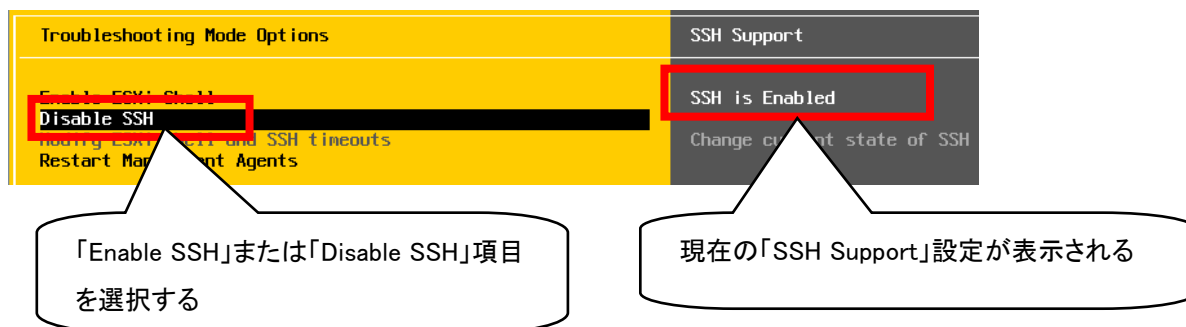 Troubleshooting Mode Options
SSH Support
Enable ESXi Shell
SSH is Enabled
Disable SSH
and SSH timeouts
Change state of SSH
Restart Agents
「Enable SSH」または「Disable SSH」項目
を選択する
現在の「SSH Support」設定が表示される